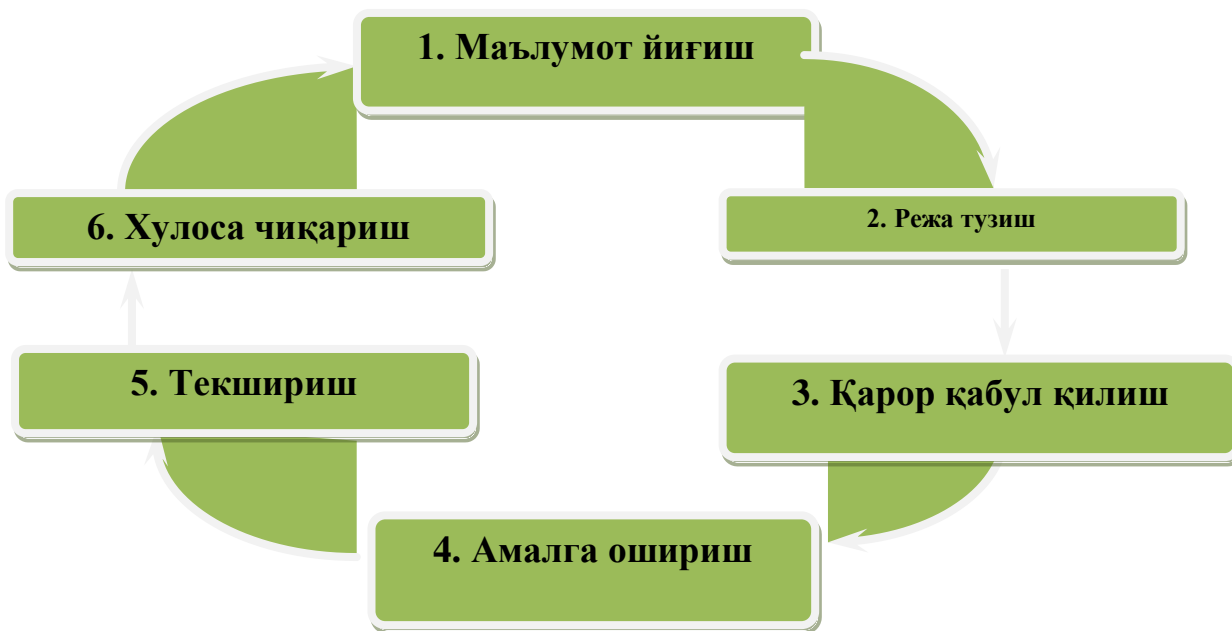 1. Маълумот йиғиш
2. Режа тузиш
3. Қарор қабул қилиш
4. Амалга ошириш
5. Текшириш
6. Хулоса чиқариш